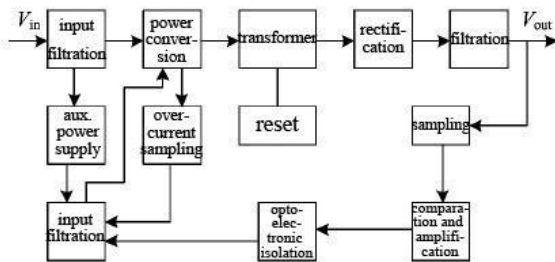 V_in
input
filtration
power
conver-
sion
transformer
rectifi-
cation
filtration
V_out
aux.
power
supply
over-
current
sampling
reset
sampling
input
filtration
opto-
elec-
tronic
isolation
compara-
tion and
amplifi-
cation